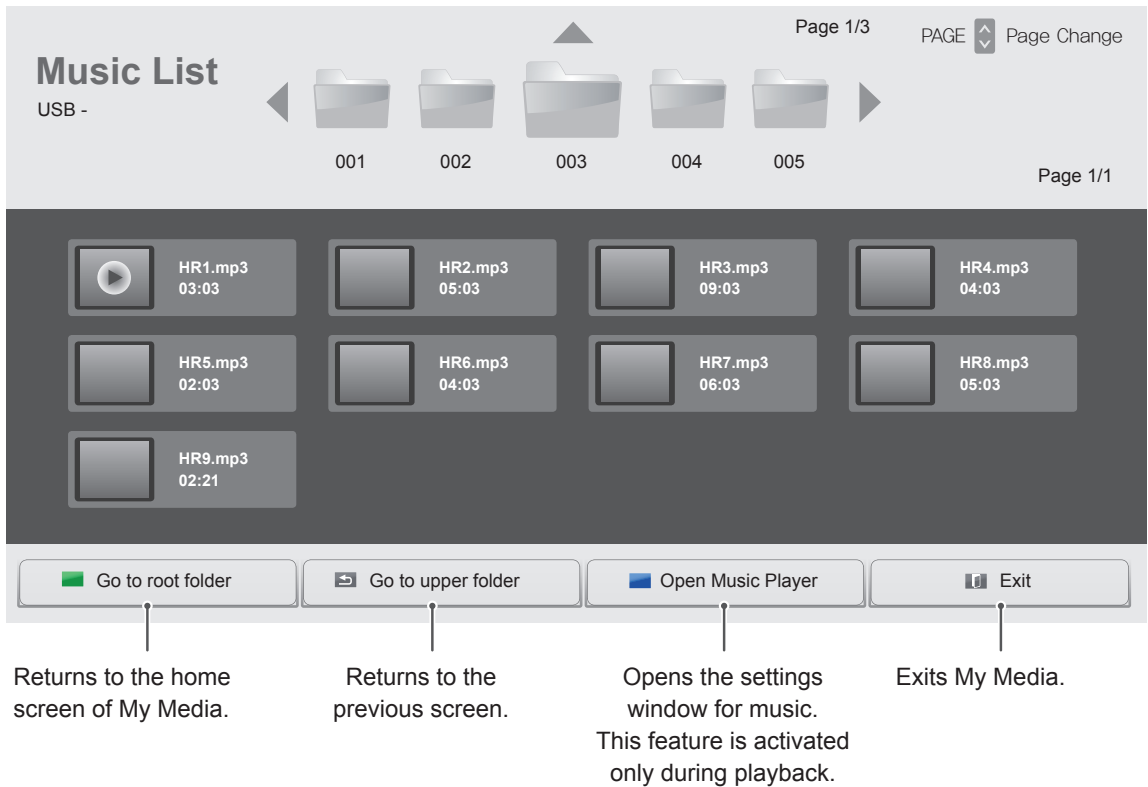 Page 1/3
PAGE Page Change
Music List
USB -
001 002 003 004 005
Page 1/1
HR1.mp3
03:03
HR2.mp3
05:03
HR3.mp3
09:03
HR4.mp3
04:03
HR5.mp3
02:03
HR6.mp3
04:03
HR7.mp3
06:03
HR8.mp3
05:03
HR9.mp3
02:21
Go to root folder
Go to upper folder
Open Music Player
Exit
Returns to the home
screen of My Media.
Returns to the
previous screen.
Opens the settings
window for music.
This feature is activated
only during playback.
Exits My Media.